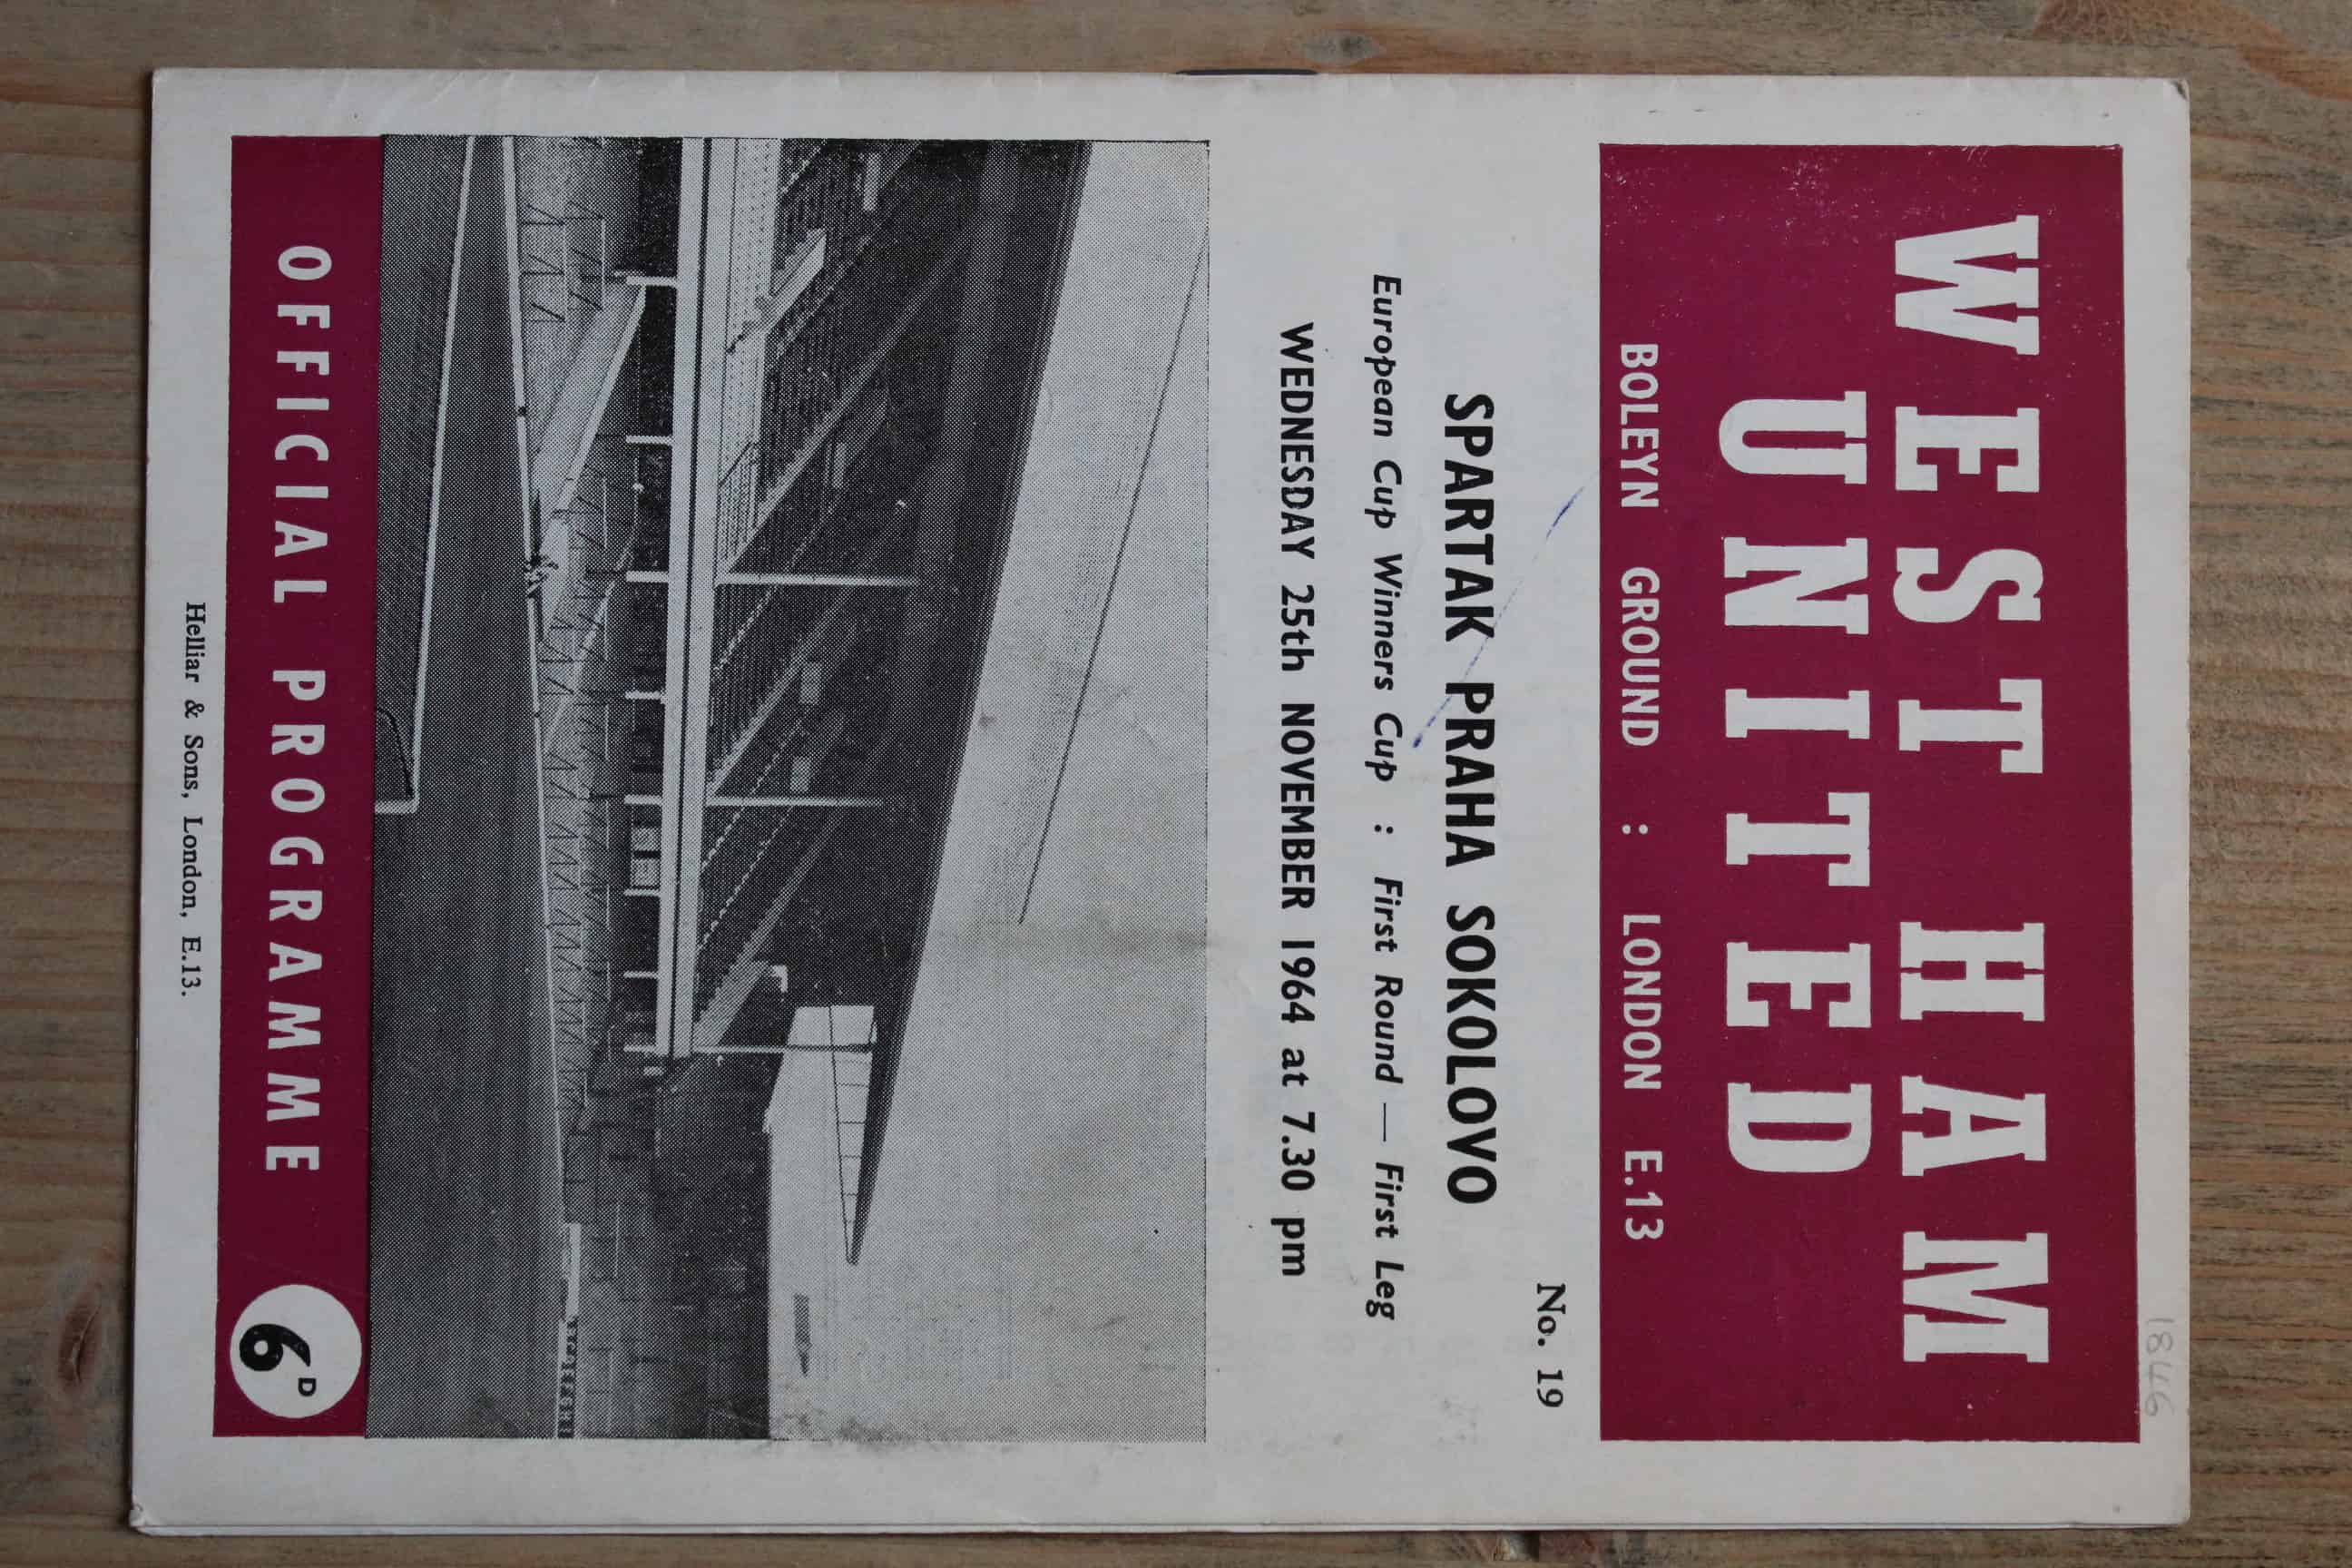 1846
WEST HAM
UNITED
BOLEYN GROUND : LONDON E.13
No. 19
SPARTAK PRAHA SOKOLOVO
European Cup Winners Cup : First Round — First Leg
WEDNESDAY 25th NOVEMBER 1964 at 7.30 pm
OFFICIAL PROGRAMME 6D
Helliar & Sons, London, E.13.